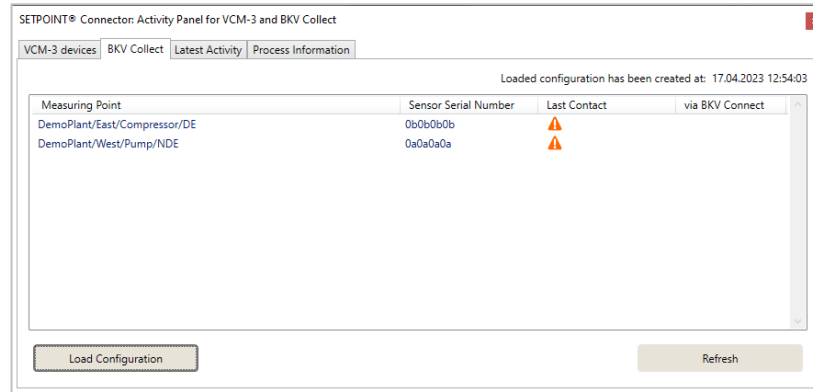 SETPOINT® Connector: Activity Panel for VCM-3 and BKV Collect
VCM-3 devices BKV Collect Latest Activity Process Information
Loaded configuration has been created at: 17.04.2023 12:54:03
Measuring Point Sensor Serial Number Last Contact via BKV Connect
DemoPlant/East/Compressor/DE 0b0b0b0b
DemoPlant/West/Pump/NDE 0a0a0a0a
Load Configuration Refresh